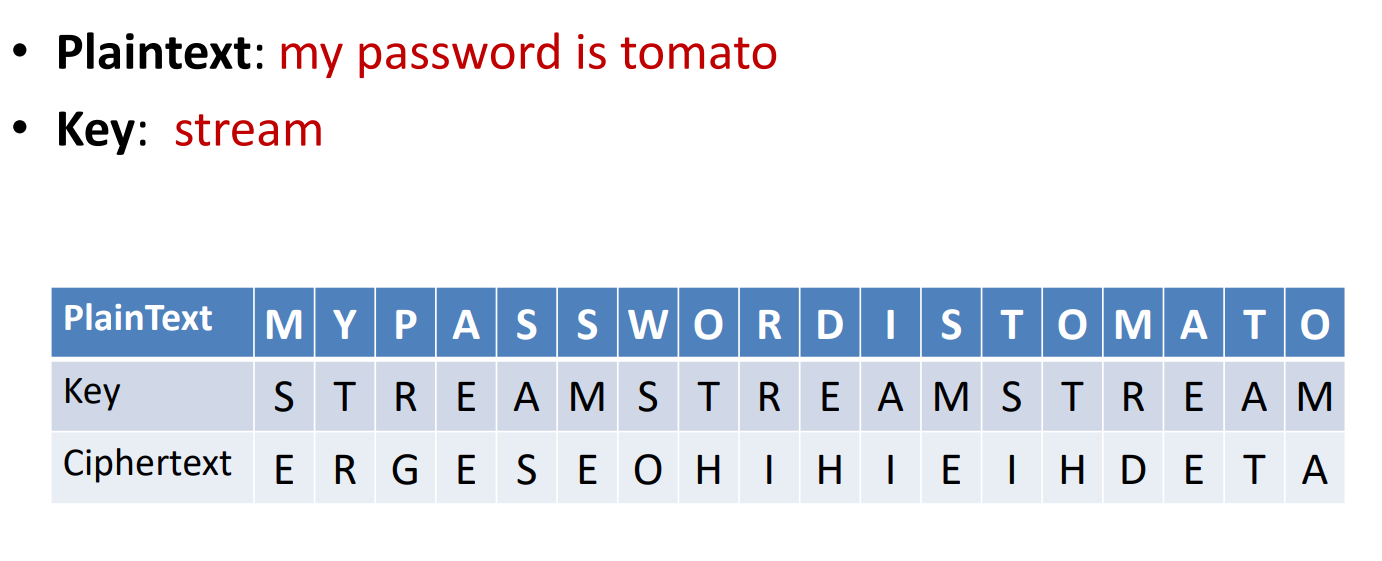 • Plaintext: my password is tomato
• Key: stream
PlainText M Y P A S S W O R D I S T O M A T O
Key S T R E A M S T R E A M S T R E A M
Ciphertext E R G E S E O H I H I E I H D E T A